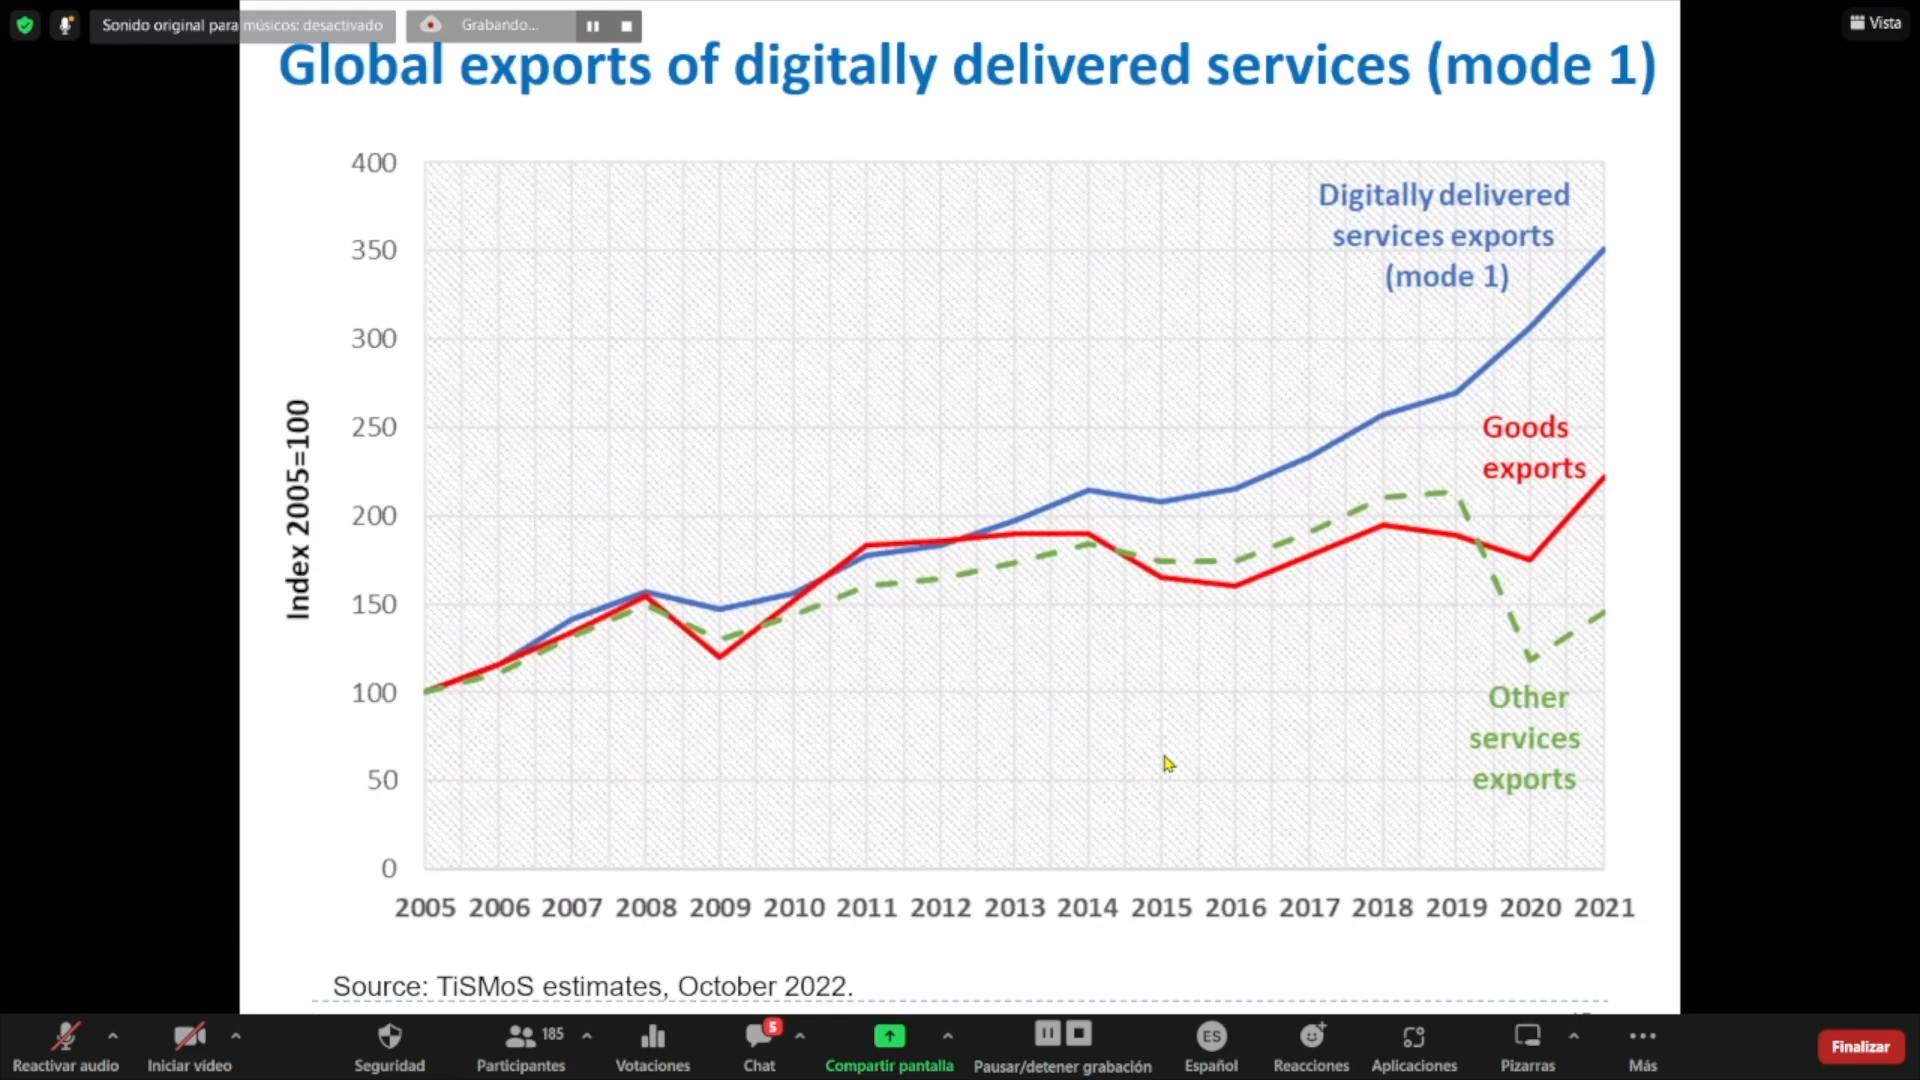 Sonido original para músicos: desactivado
Grabando...
Vista
Global exports of digitally delivered services (mode 1)
400
350
300
250
200
150
100
50
0
Index 2005=100
Digitally delivered
services exports
(mode 1)
Goods
exports
Other
services
exports
2005 2006 2007 2008 2009 2010 2011 2012 2013 2014 2015 2016 2017 2018 2019 2020 2021
Source: TiSMoS estimates, October 2022.
185
5
ES
Reactivar audio
Iniciar video
Seguridad
Participantes
Votaciones
Chat
Compartir pantalla
Pausar/detener grabación
Español
Reacciones
Aplicaciones
Pizarras
Más
Finalizar